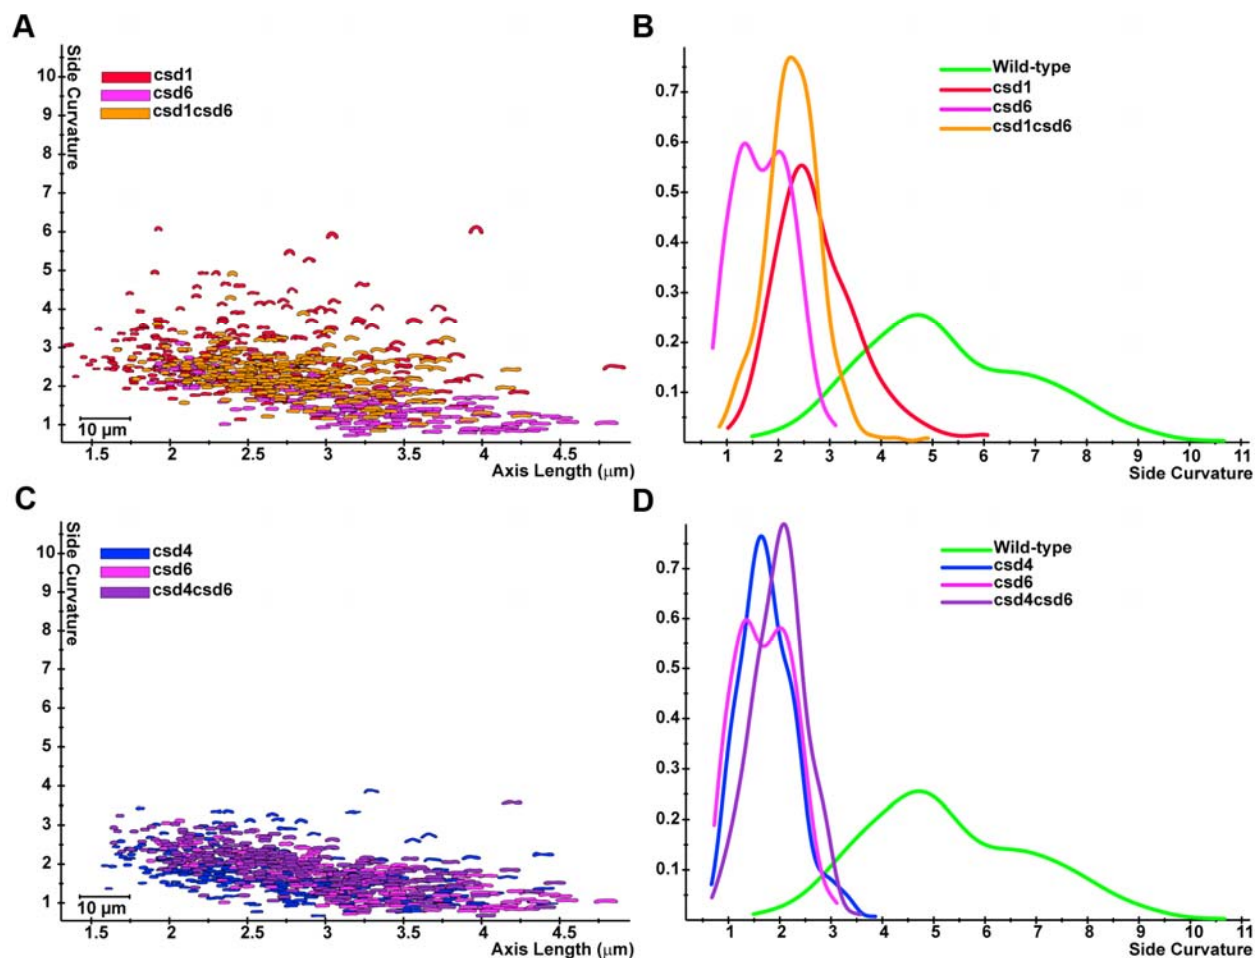 A
Side Curvature
10
9
8
7
6
5
4
3
2
1
csd1
csd6
csd1csd6
10 μm
1.5 2 2.5 3 3.5 4 4.5
Axis Length (μm)
B
0.7
0.6
0.5
0.4
0.3
0.2
0.1
Wild-type
csd1
csd6
csd1csd6
1 2 3 4 5 6 7 8 9 10 11
Side Curvature
C
Side Curvature
10
9
8
7
6
5
4
3
2
1
csd4
csd6
csd4csd6
10 μm
1.5 2 2.5 3 3.5 4 4.5
Axis Length (μm)
D
0.7
0.6
0.5
0.4
0.3
0.2
0.1
Wild-type
csd4
csd6
csd4csd6
1 2 3 4 5 6 7 8 9 10 11
Side Curvature